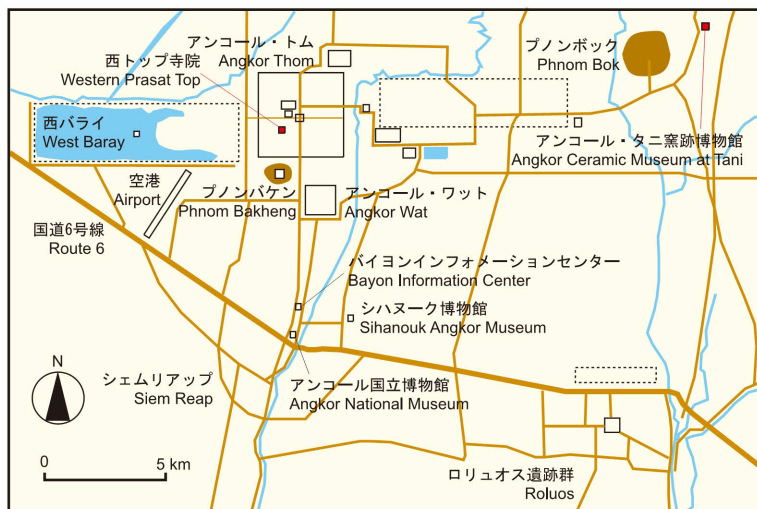 アンコール・トム
Angkor Thom
西トップ寺院
Western Prasat Top
プノンボック
Phnom Bok
西バライ
West Baray
アンコール・タニ窯跡博物館
Angkor Ceramic Museum at Tani
空港
Airport
プノンバケン
Phnom Bakheng
アンコール・ワット
Angkor Wat
国道6号線
Route 6
バイヨンインフォメーションセンター
Bayon Information Center
シハヌーク博物館
Sihanouk Angkor Museum
N
シェムリアップ
Siem Reap
アンコール国立博物館
Angkor National Museum
0 5 km
ロリュオス遺跡群
Roluos